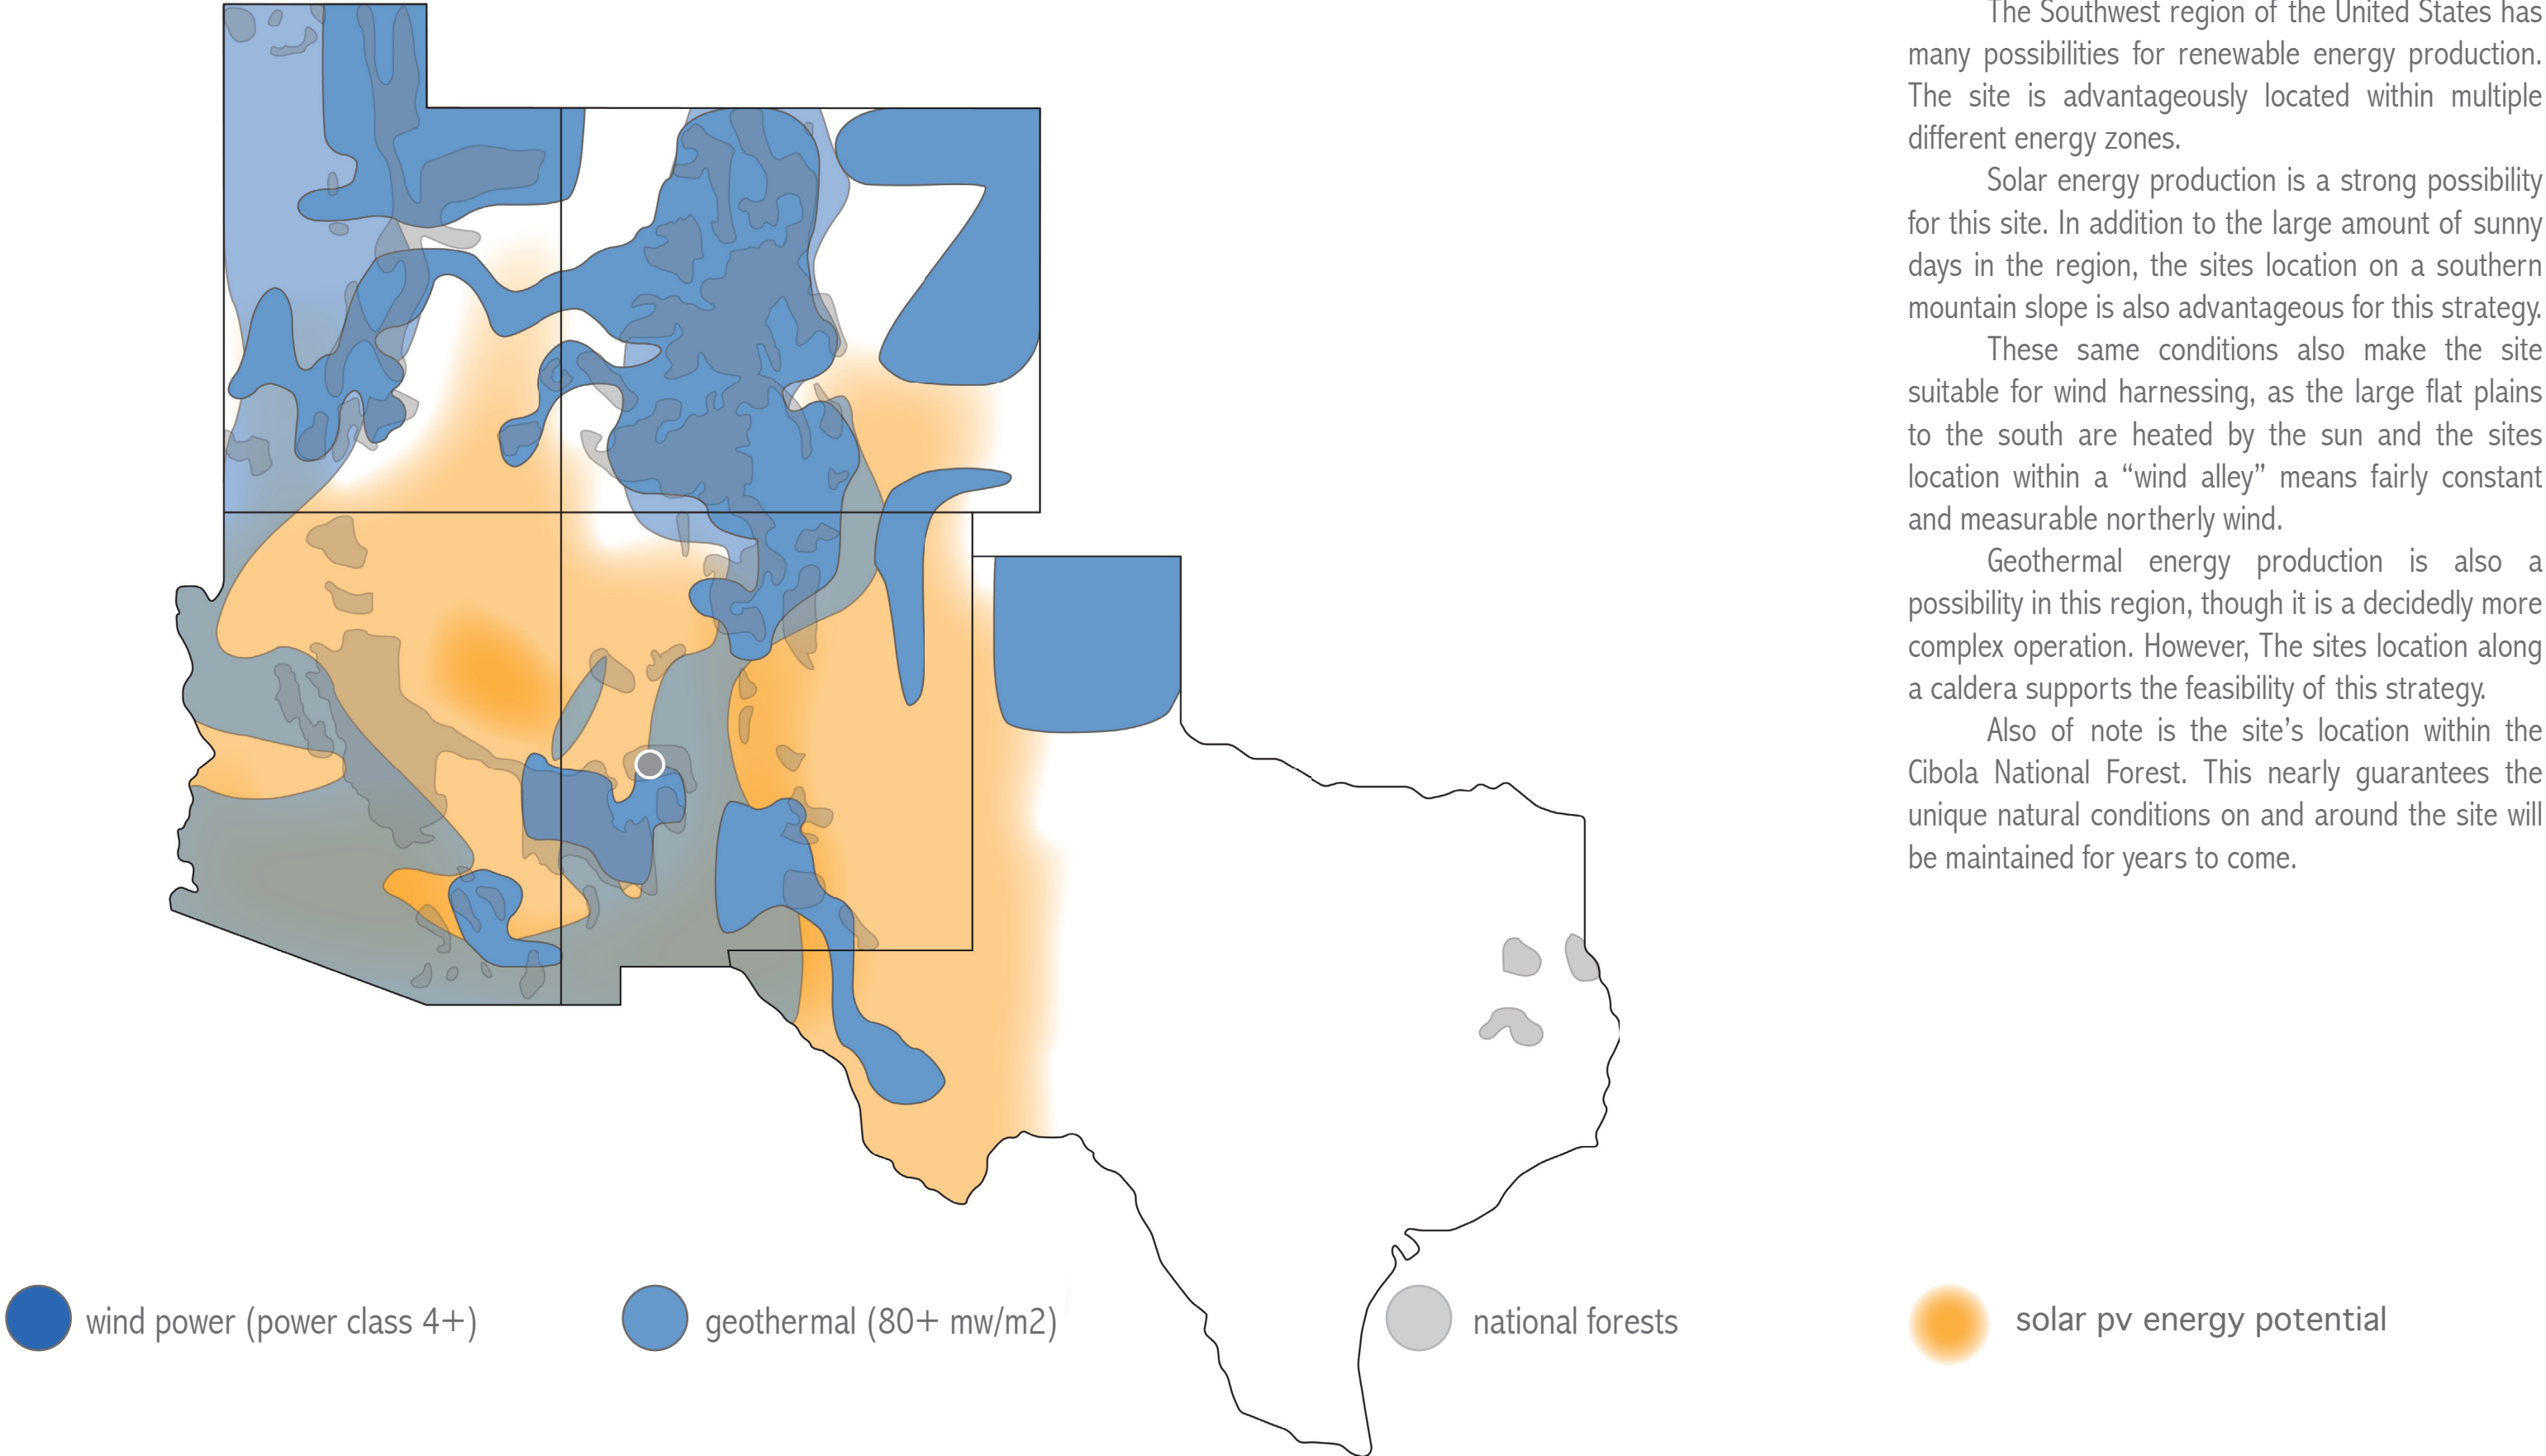 The Southwest region of the United States has
many possibilities for renewable energy production.
The site is advantageously located within multiple
different energy zones.
Solar energy production is a strong possibility
for this site. In addition to the large amount of sunny
days in the region, the sites location on a southern
mountain slope is also advantageous for this strategy.
These same conditions also make the site
suitable for wind harnessing, as the large flat plains
to the south are heated by the sun and the sites
location within a “wind alley” means fairly constant
and measurable northerly wind.
Geothermal energy production is also a
possibility in this region, though it is a decidedly more
complex operation. However, The sites location along
a caldera supports the feasibility of this strategy.
Also of note is the site’s location within the
Cibola National Forest. This nearly guarantees the
unique natural conditions on and around the site will
be maintained for years to come.
wind power (power class 4+)
geothermal (80+ mw/m2)
national forests
solar pv energy potential